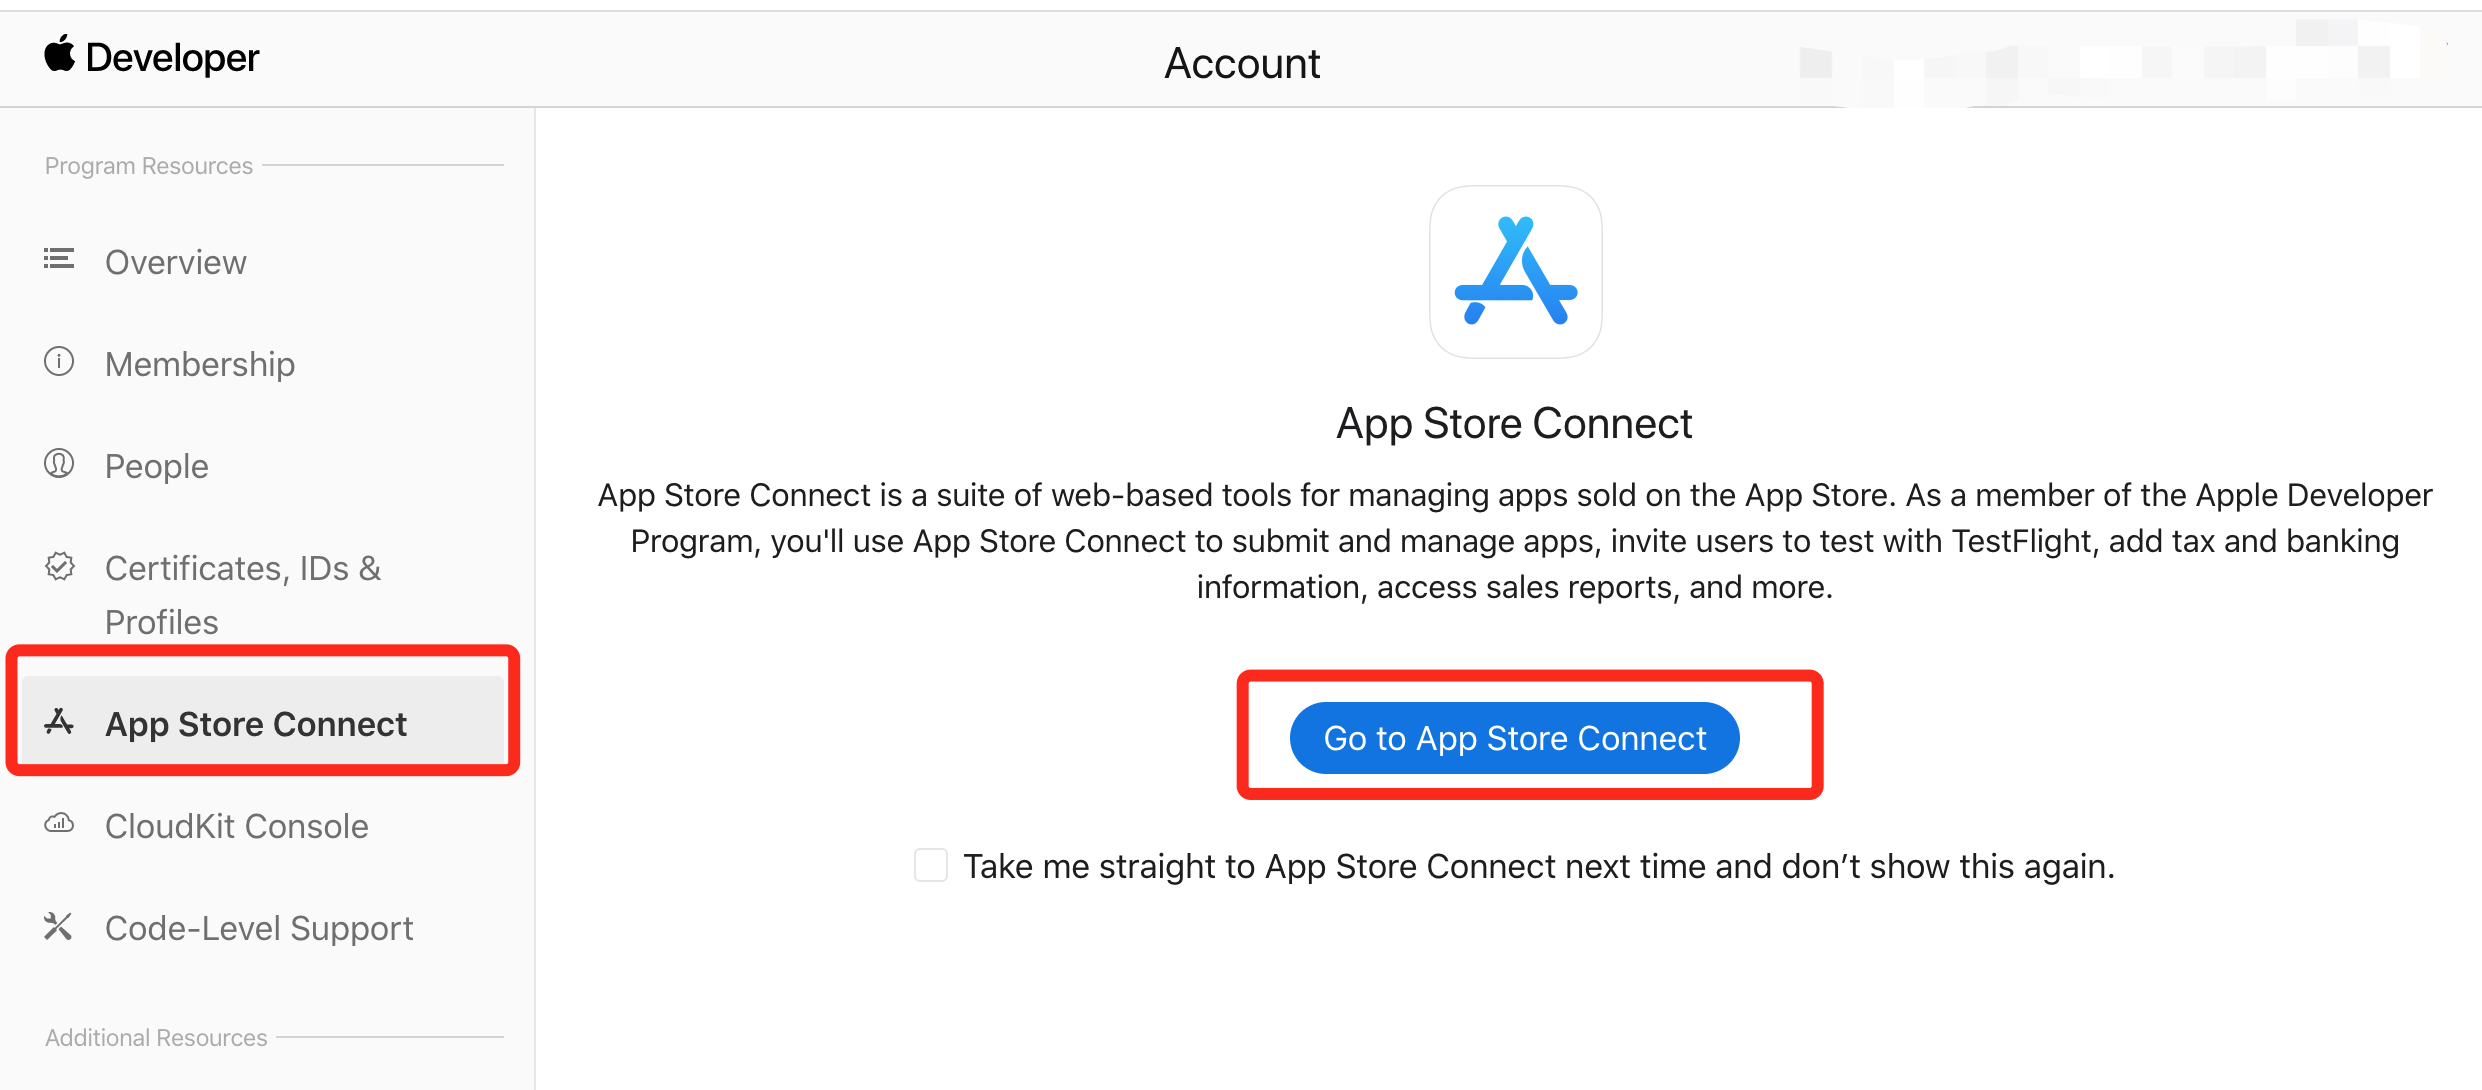 Developer
Account
Program Resources
Overview
Membership
People
Certificates, IDs &
Profiles
App Store Connect
CloudKit Console
Code-Level Support
Additional Resources
App Store Connect
App Store Connect is a suite of web-based tools for managing apps sold on the App Store. As a member of the Apple Developer
Program, you'll use App Store Connect to submit and manage apps, invite users to test with TestFlight, add tax and banking
information, access sales reports, and more.
Go to App Store Connect
Take me straight to App Store Connect next time and don’t show this again.